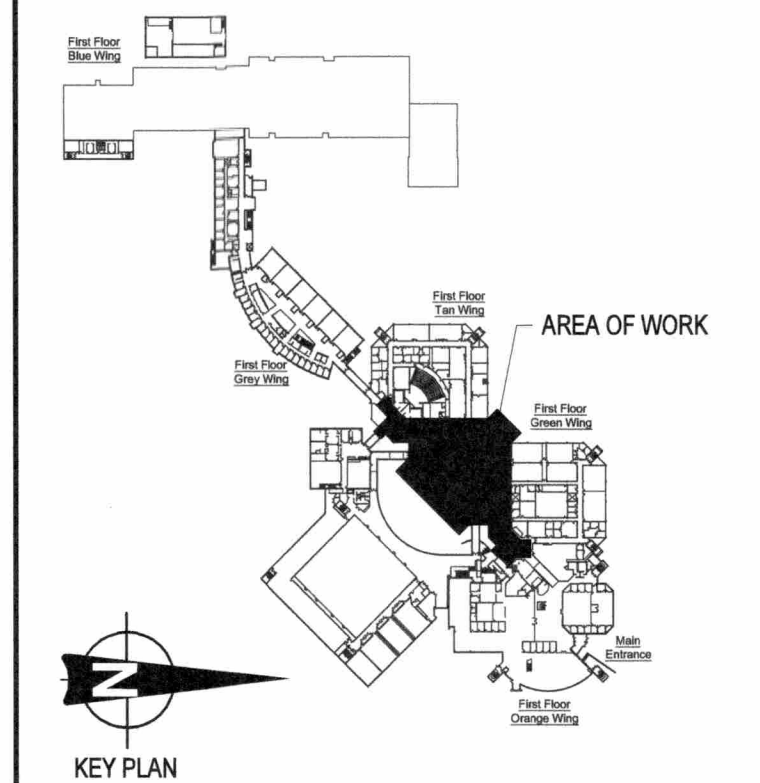 First Floor
Blue Wing
First Floor
Tan Wing
AREA OF WORK
First Floor
Grey Wing
First Floor
Green Wing
Main
Entrance
First Floor
Orange Wing
N
KEY PLAN